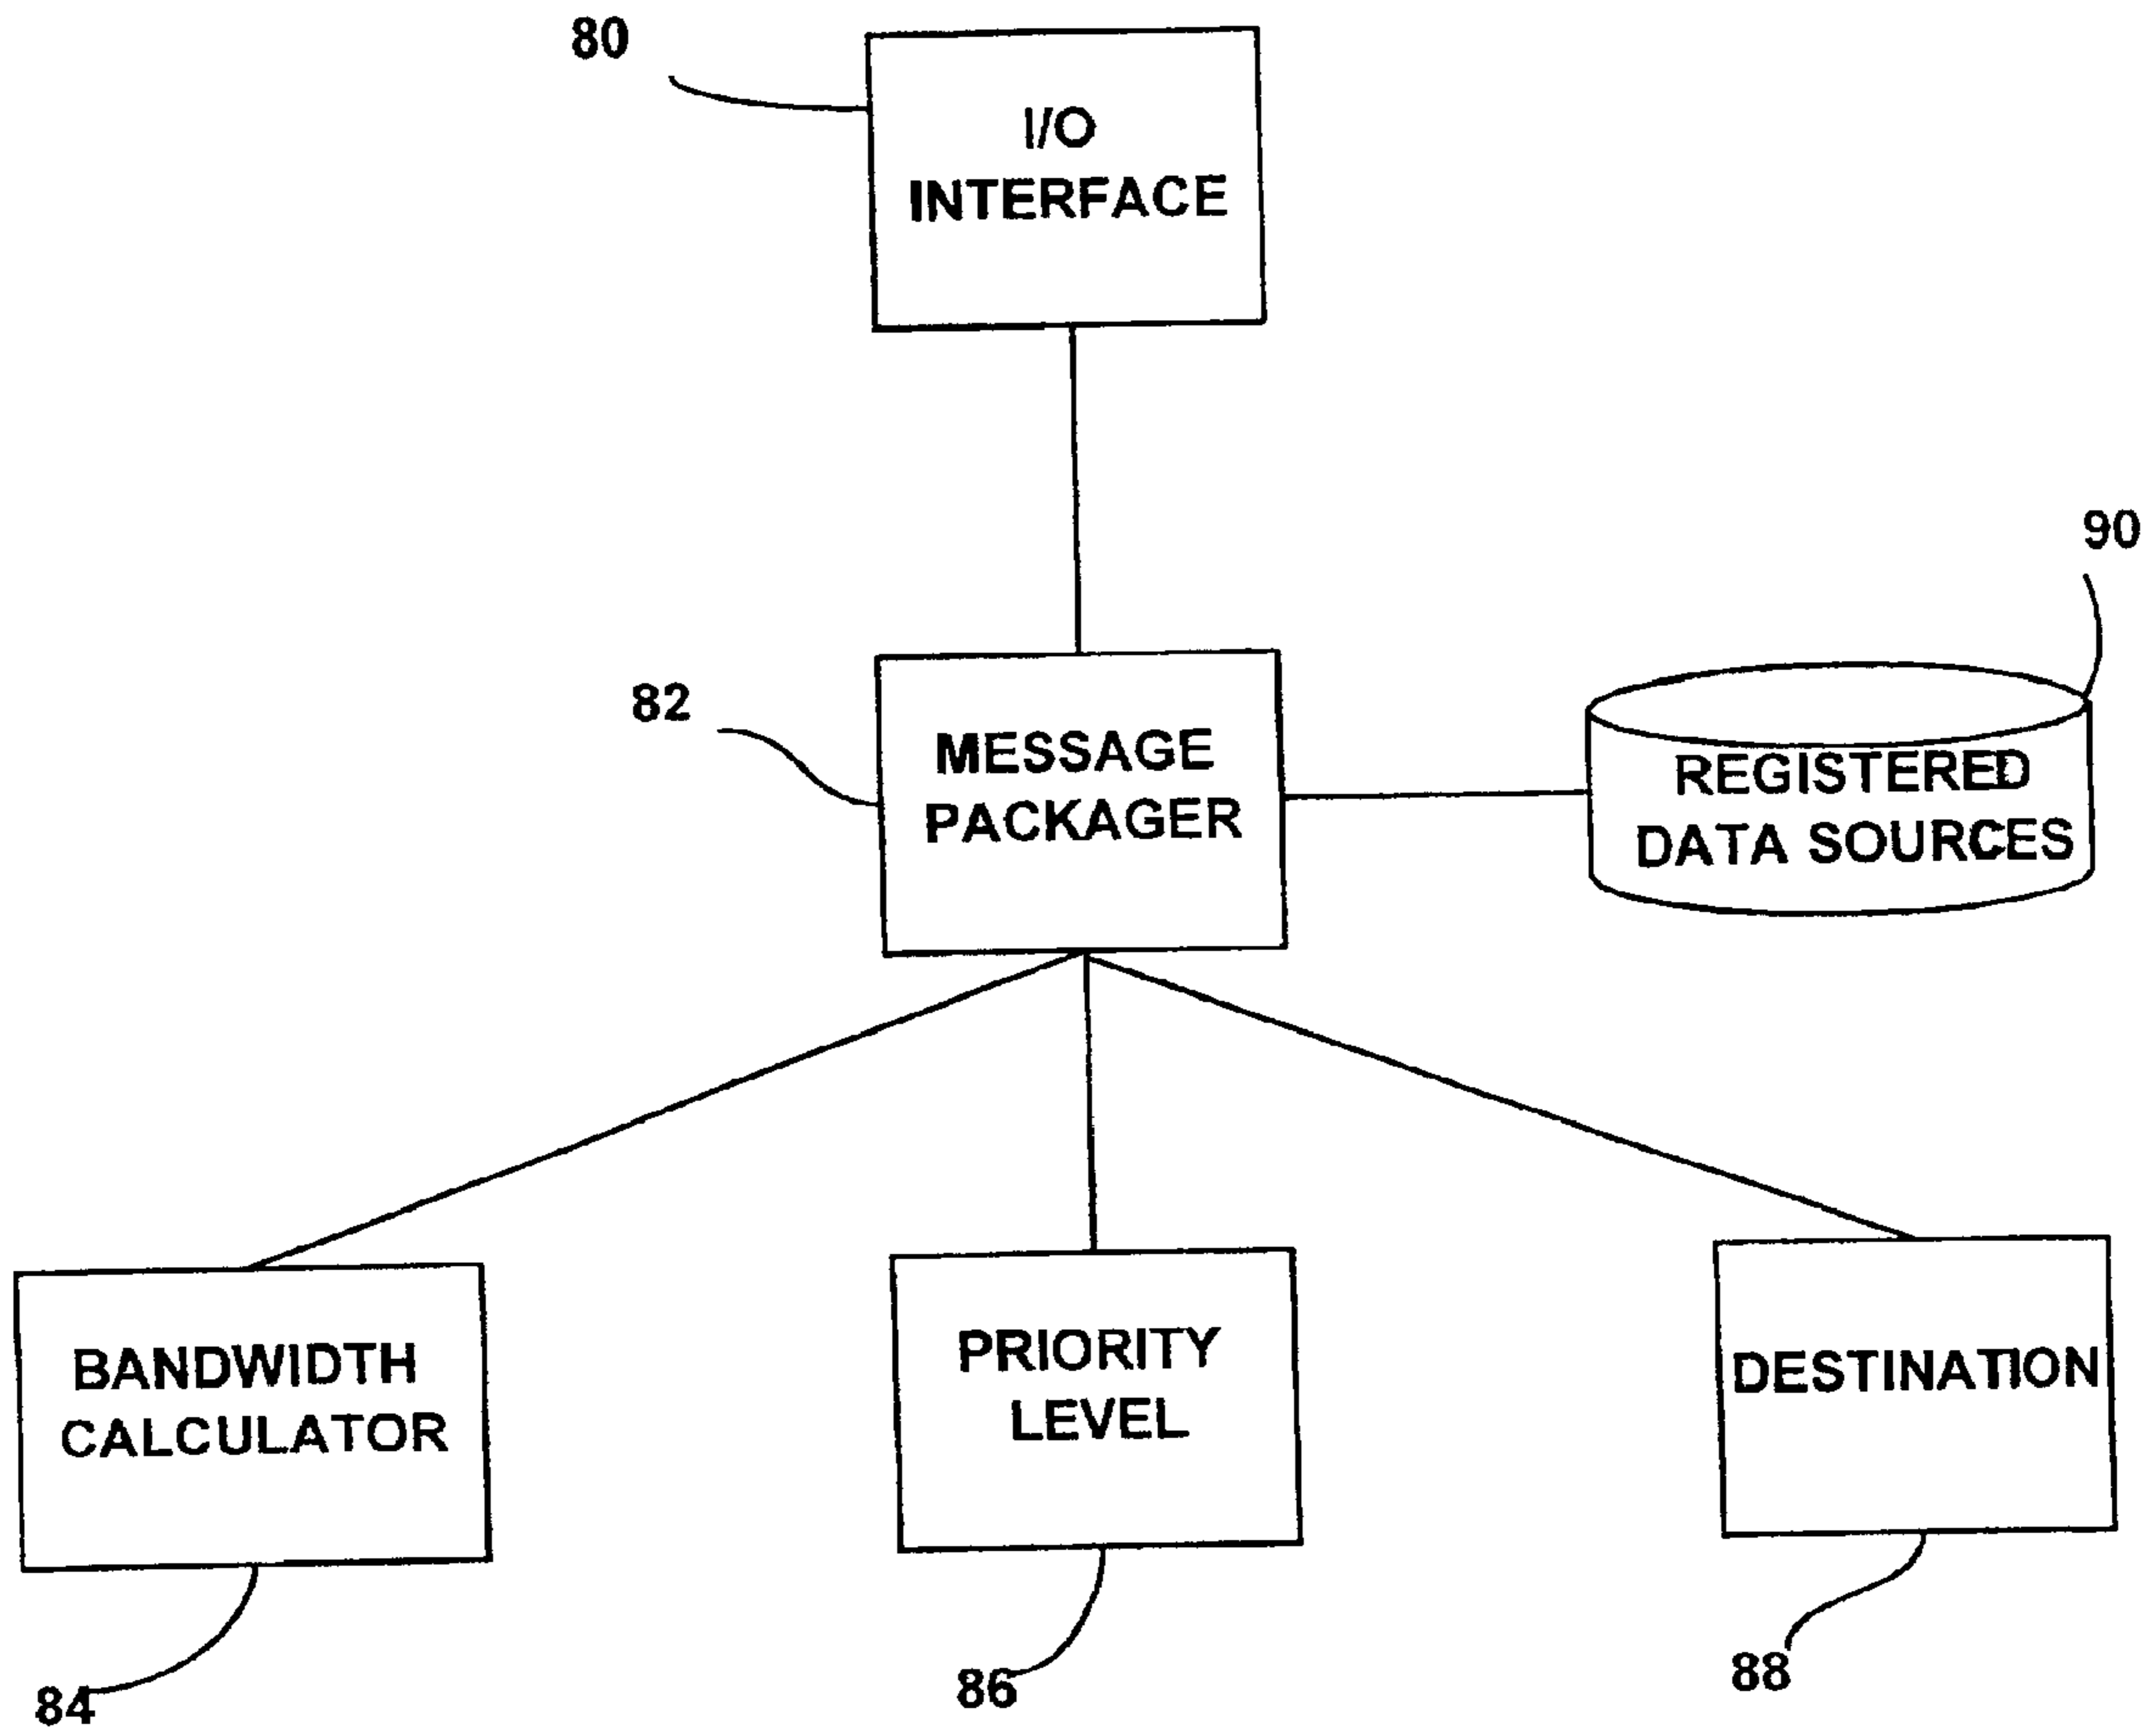 80
I/O
INTERFACE
90
82
MESSAGE
PACKAGER
REGISTERED
DATA SOURCES
BANDWIDTH
CALCULATOR
PRIORITY
LEVEL
DESTINATION
84
86
88